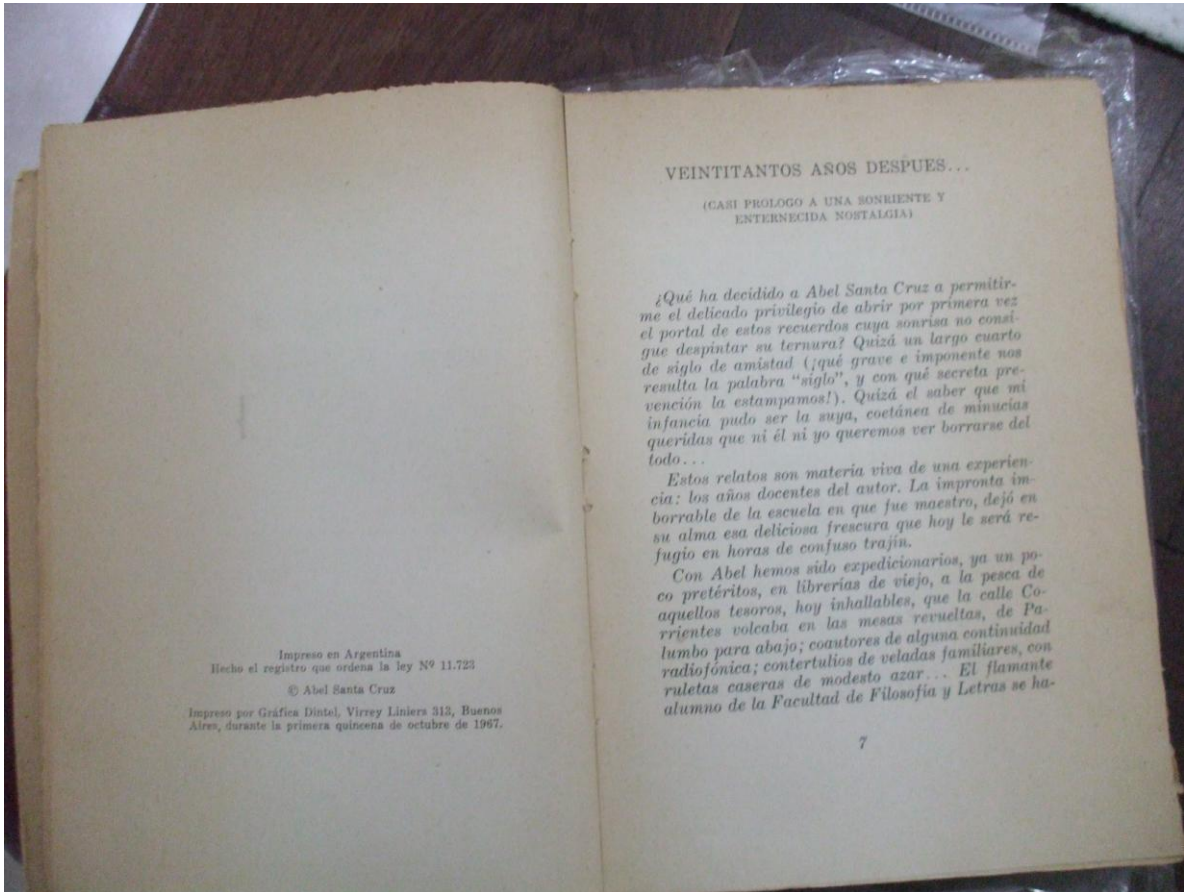 Impreso en Argentina
Hecho el registro que ordena la ley Nº 11.723
© Abel Santa Cruz
Impreso por Gráfica Dintel, Virrey Liniers 313, Buenos
Aires, durante la primera quincena de octubre de 1967.
VEINTITANTOS AÑOS DESPUES...
(CASI PROLOGO A UNA SONRIENTE Y
ENTERNECIDA NOSTALGIA)
¿Qué ha decidido a Abel Santa Cruz a permitir-
me el delicado privilegio de abrir por primera vez
el portal de estos recuerdos cuya sonrisa no consi-
gue despintar su ternura? Quizá un largo cuarto
de siglo de amistad (¡qué grave e imponente nos
resulta la palabra "siglo", y con qué secreta pre-
vención la estampamos!). Quizá el saber que mi
infancia pudo ser la suya, coetánea de minucias
queridas que ni él ni yo queremos ver borrarse del
todo...
Estos relatos son materia viva de una experien-
cia: los años docentes del autor. La impronta im-
borrable de la escuela en que fue maestro, dejó en
su alma esa deliciosa frescura que hoy le será re-
fugio en horas de confuso trajín.
Con Abel hemos sido expedicionarios, ya un po-
co pretéritos, en librerías de viejo, a la pesca de
aquellos tesoros, hoy inhallables, que la calle Co-
rrientes volcaba en las mesas revueltas, de Pa-
lumbo para abajo; coautores de alguna continuidad
radiofónica; contertulios de veladas familiares, con
ruletas caseras de modesto azar... El flamante
alumno de la Facultad de Filosofía y Letras se ha-
7